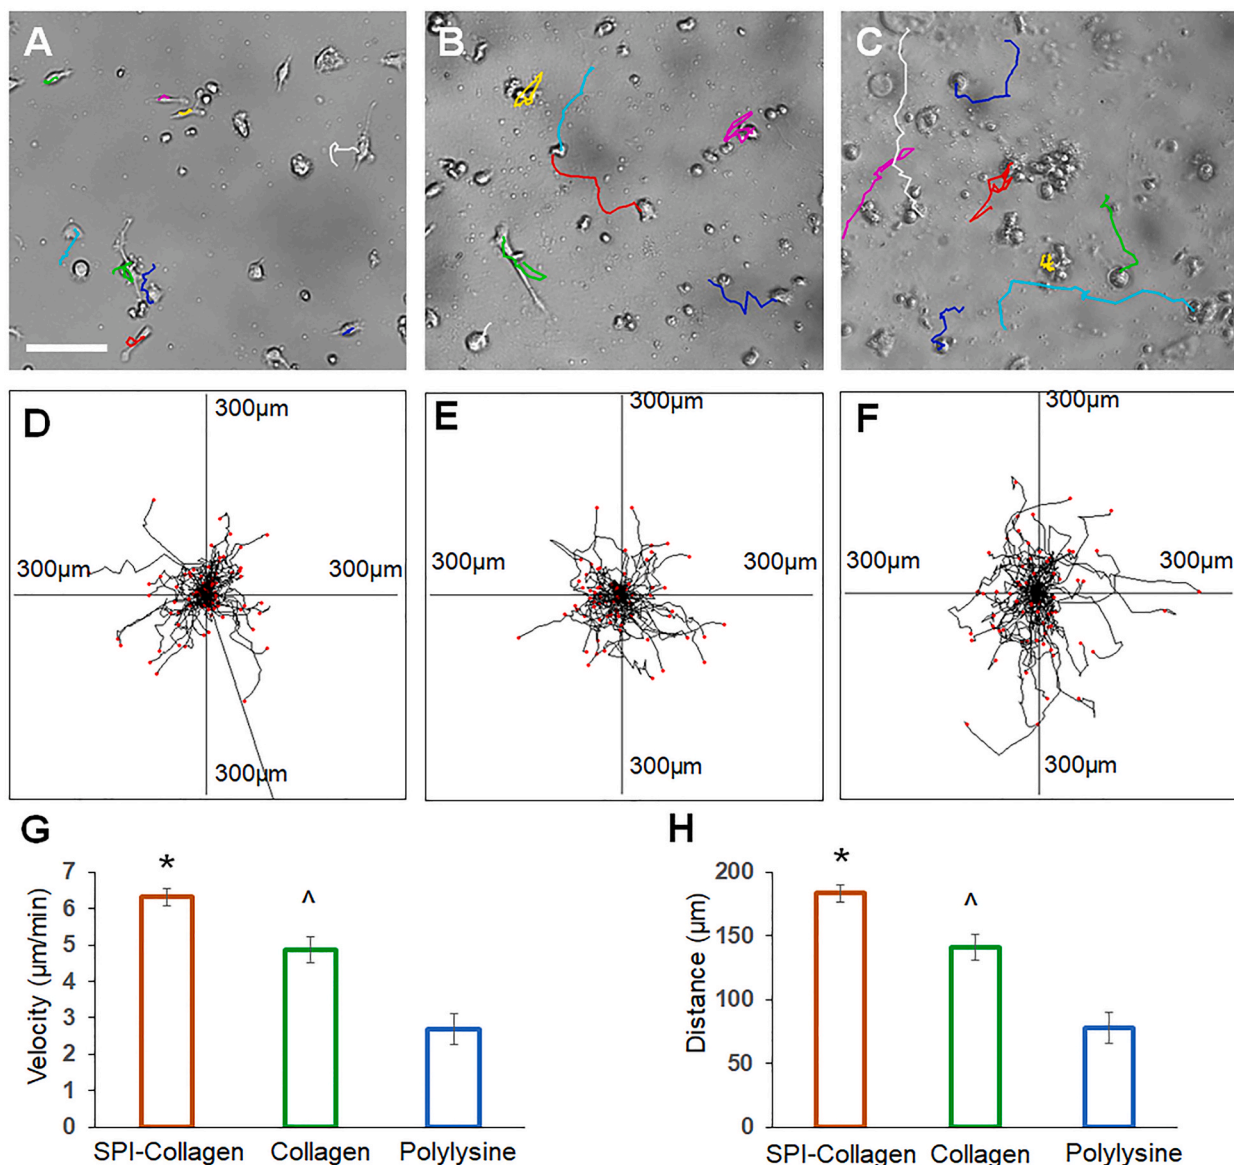 A
B
C
D
300µm
300µm
300µm
300µm
E
300µm
300µm
300µm
300µm
F
300µm
300µm
300µm
300µm
G
Velocity (µm/min)
7
6
5
4
3
2
1
0
*
^
SPI-Collagen
Collagen
Polylysine
H
Distance (µm)
200
150
100
50
0
*
^
SPI-Collagen
Collagen
Polylysine